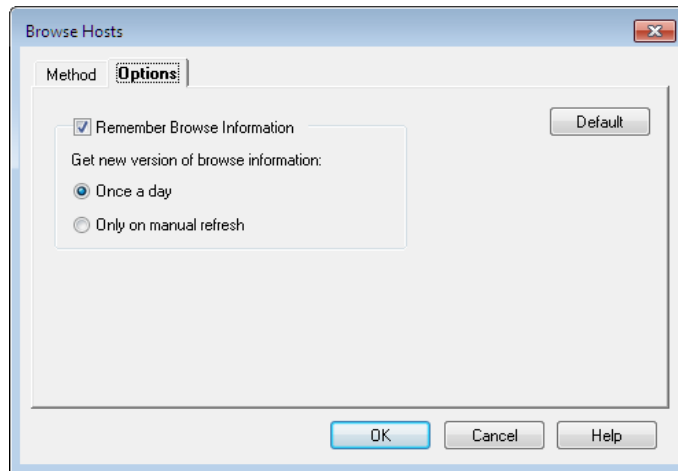 Browse Hosts
Method Options
Remember Browse Information Default
Get new version of browse information:
Once a day
Only on manual refresh
OK Cancel Help